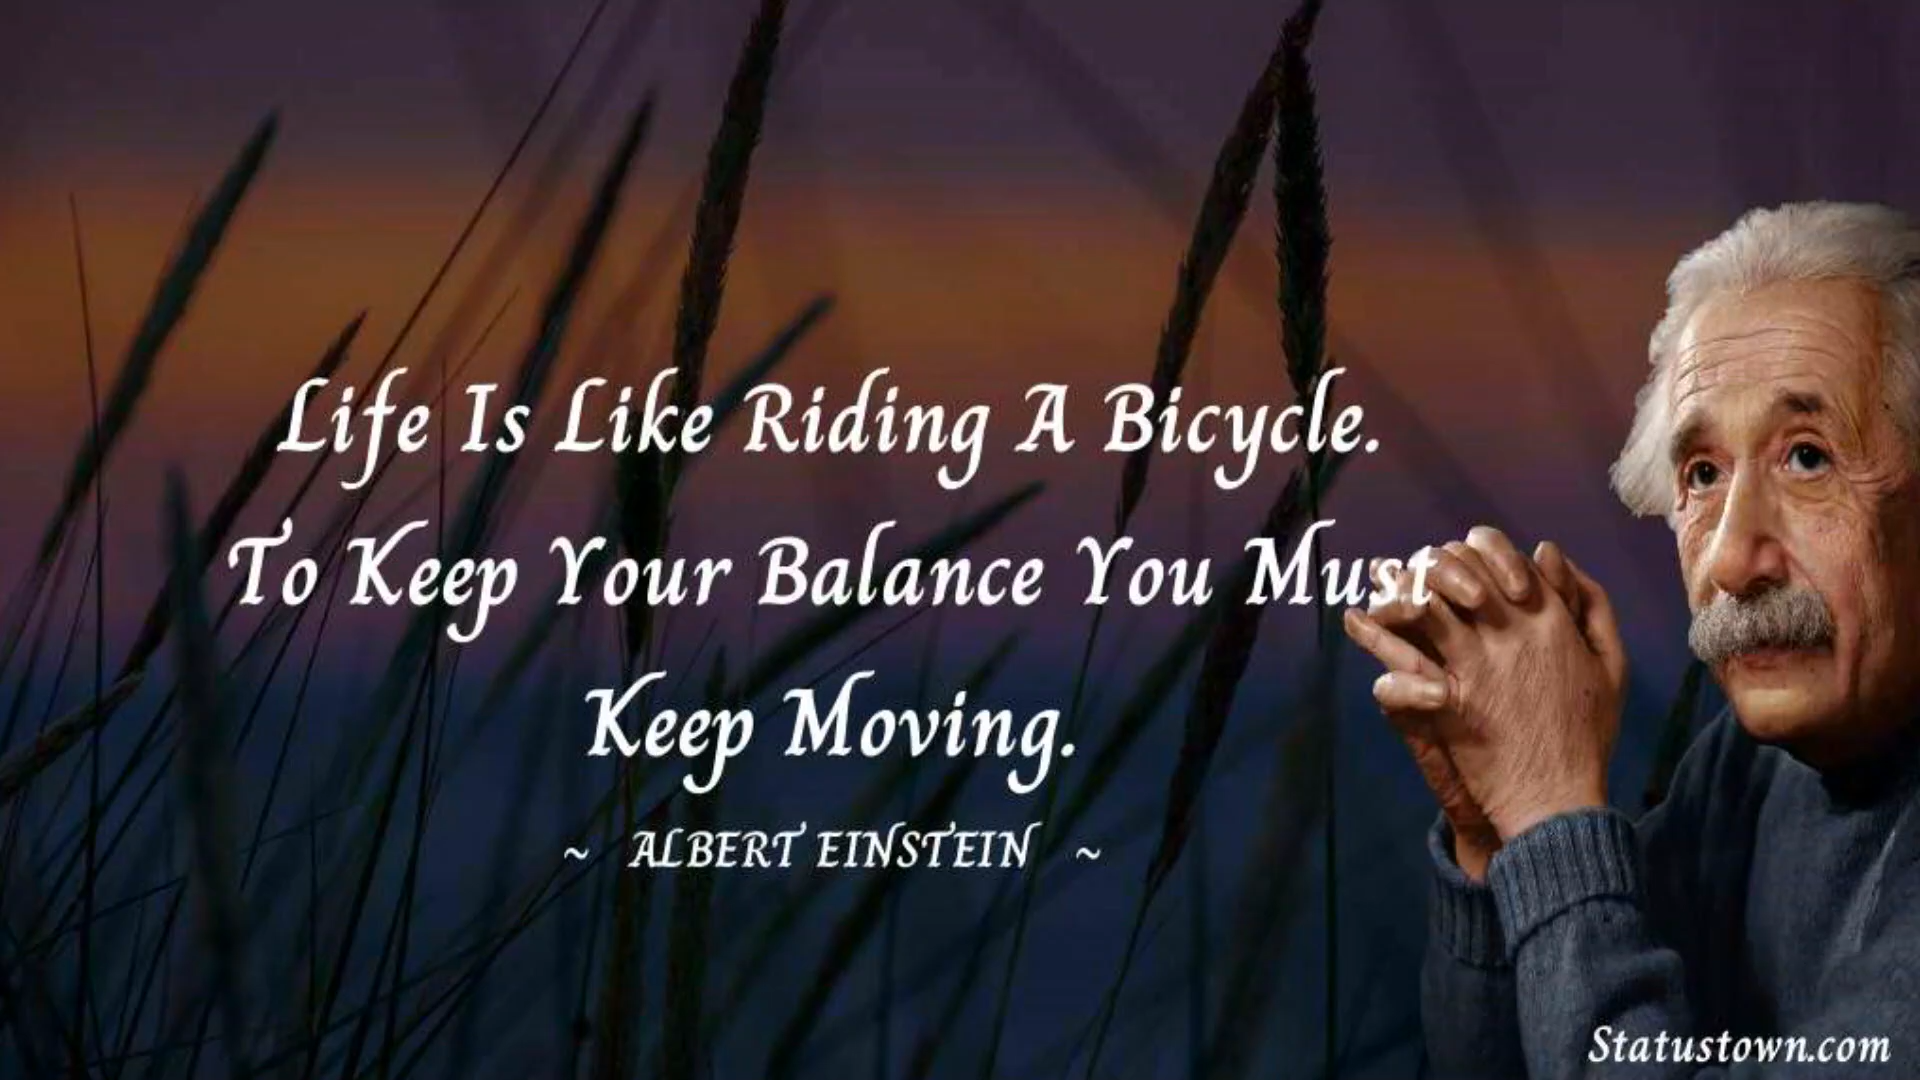 Life Is Like Riding A Bicycle.
To Keep Your Balance You Must
Keep Moving.
~ ALBERT EINSTEIN ~
Statustown.com